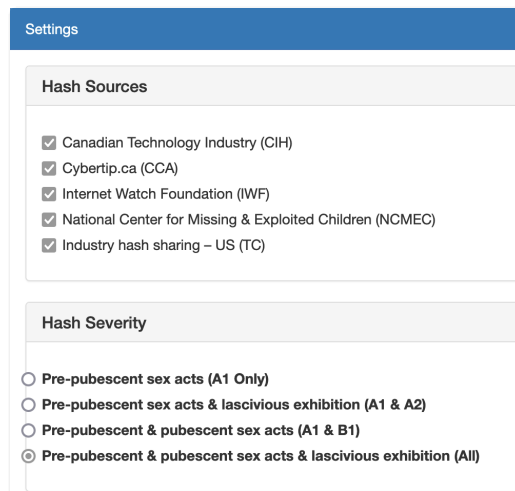 Settings
Hash Sources
Canadian Technology Industry (CIH)
Cybertip.ca (CCA)
Internet Watch Foundation (IWF)
National Center for Missing & Exploited Children (NCMEC)
Industry hash sharing – US (TC)
Hash Severity
Pre-pubescent sex acts (A1 Only)
Pre-pubescent sex acts & lascivious exhibition (A1 & A2)
Pre-pubescent & pubescent sex acts (A1 & B1)
Pre-pubescent & pubescent sex acts & lascivious exhibition (All)